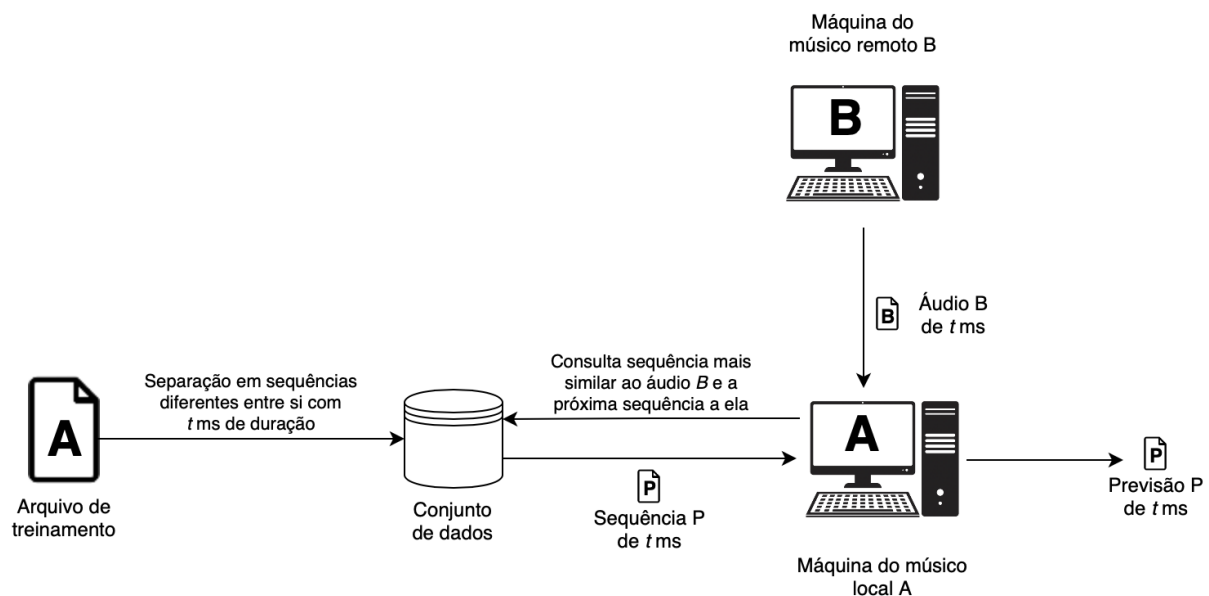 Máquina do
músico remoto B
B
B
Áudio B
de t ms
Separação em sequências
diferentes entre si com
t ms de duração
Consulta sequência mais
similar ao áudio B e a
próxima sequência a ela
A
A
P
P
Arquivo de
treinamento
Conjunto
de dados
Sequência P
de t ms
Previsão P
de t ms
Máquina do músico
local A